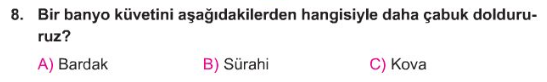 8. Bir banyo küvetini aşağıdakilerden hangisiyle daha çabuk dolduru-
ruz?
A) Bardak B) Sürahi C) Kova